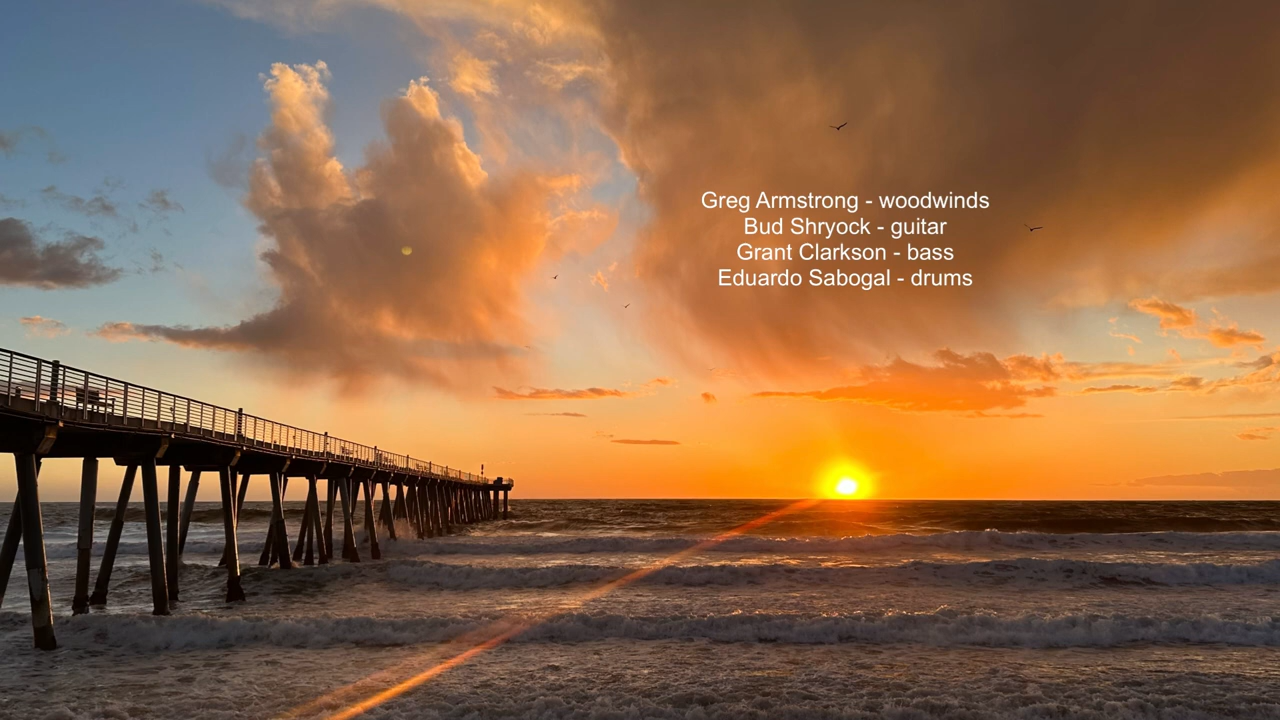 Greg Armstrong - woodwinds
Bud Shryock - guitar
Grant Clarkson - bass
Eduardo Sabogal - drums